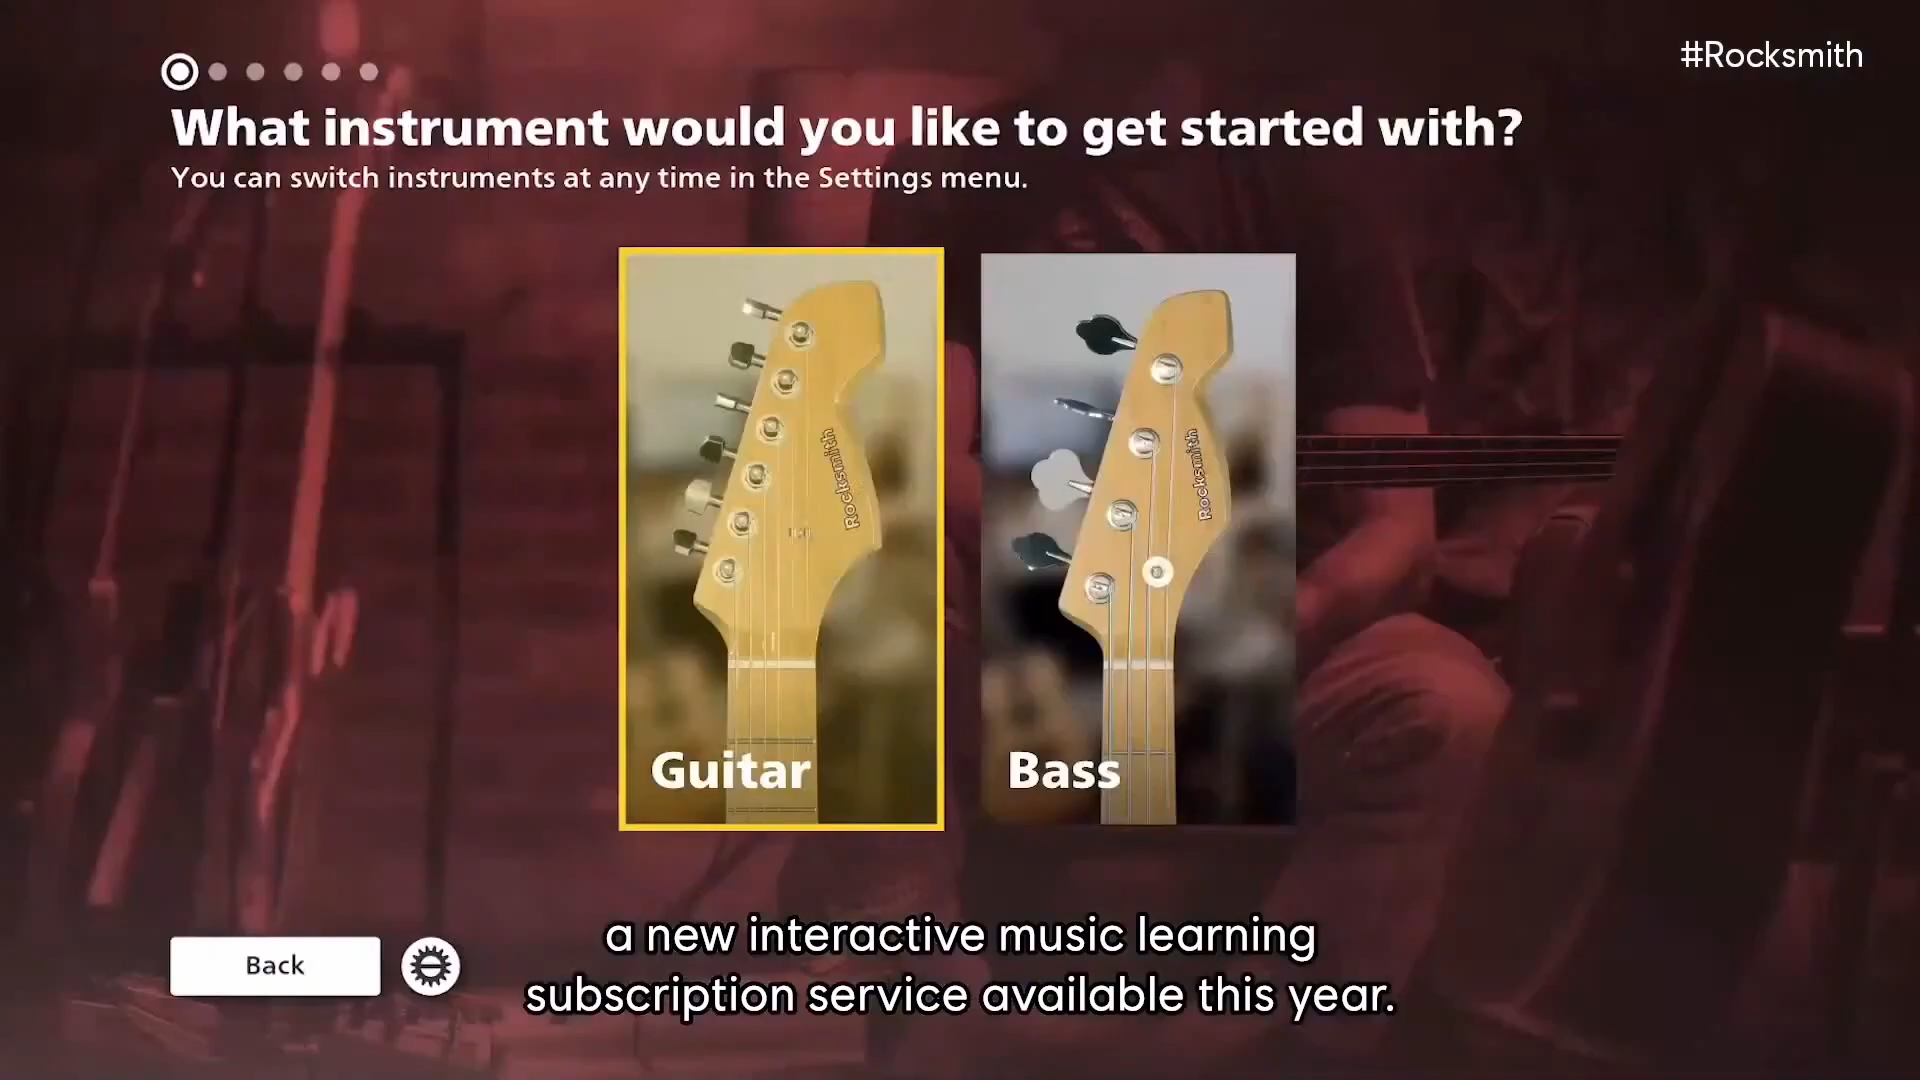 #Rocksmith
What instrument would you like to get started with?
You can switch instruments at any time in the Settings menu.
Rocksmith
Rocksmith
Guitar
Bass
Back
a new interactive music learning
subscription service available this year.